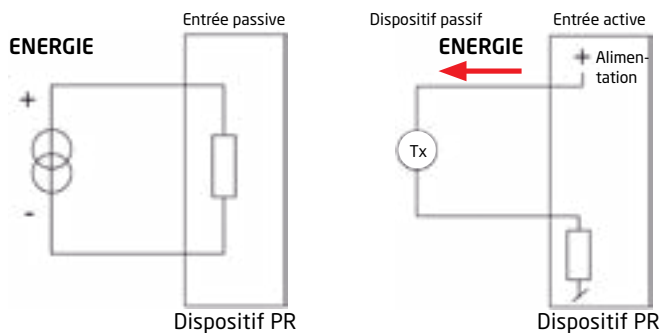 Entrée passive
ENERGIE
+
-
Dispositif PR
Dispositif passif
Entrée active
ENERGIE
+ Alimen-
tation
Tx
Dispositif PR